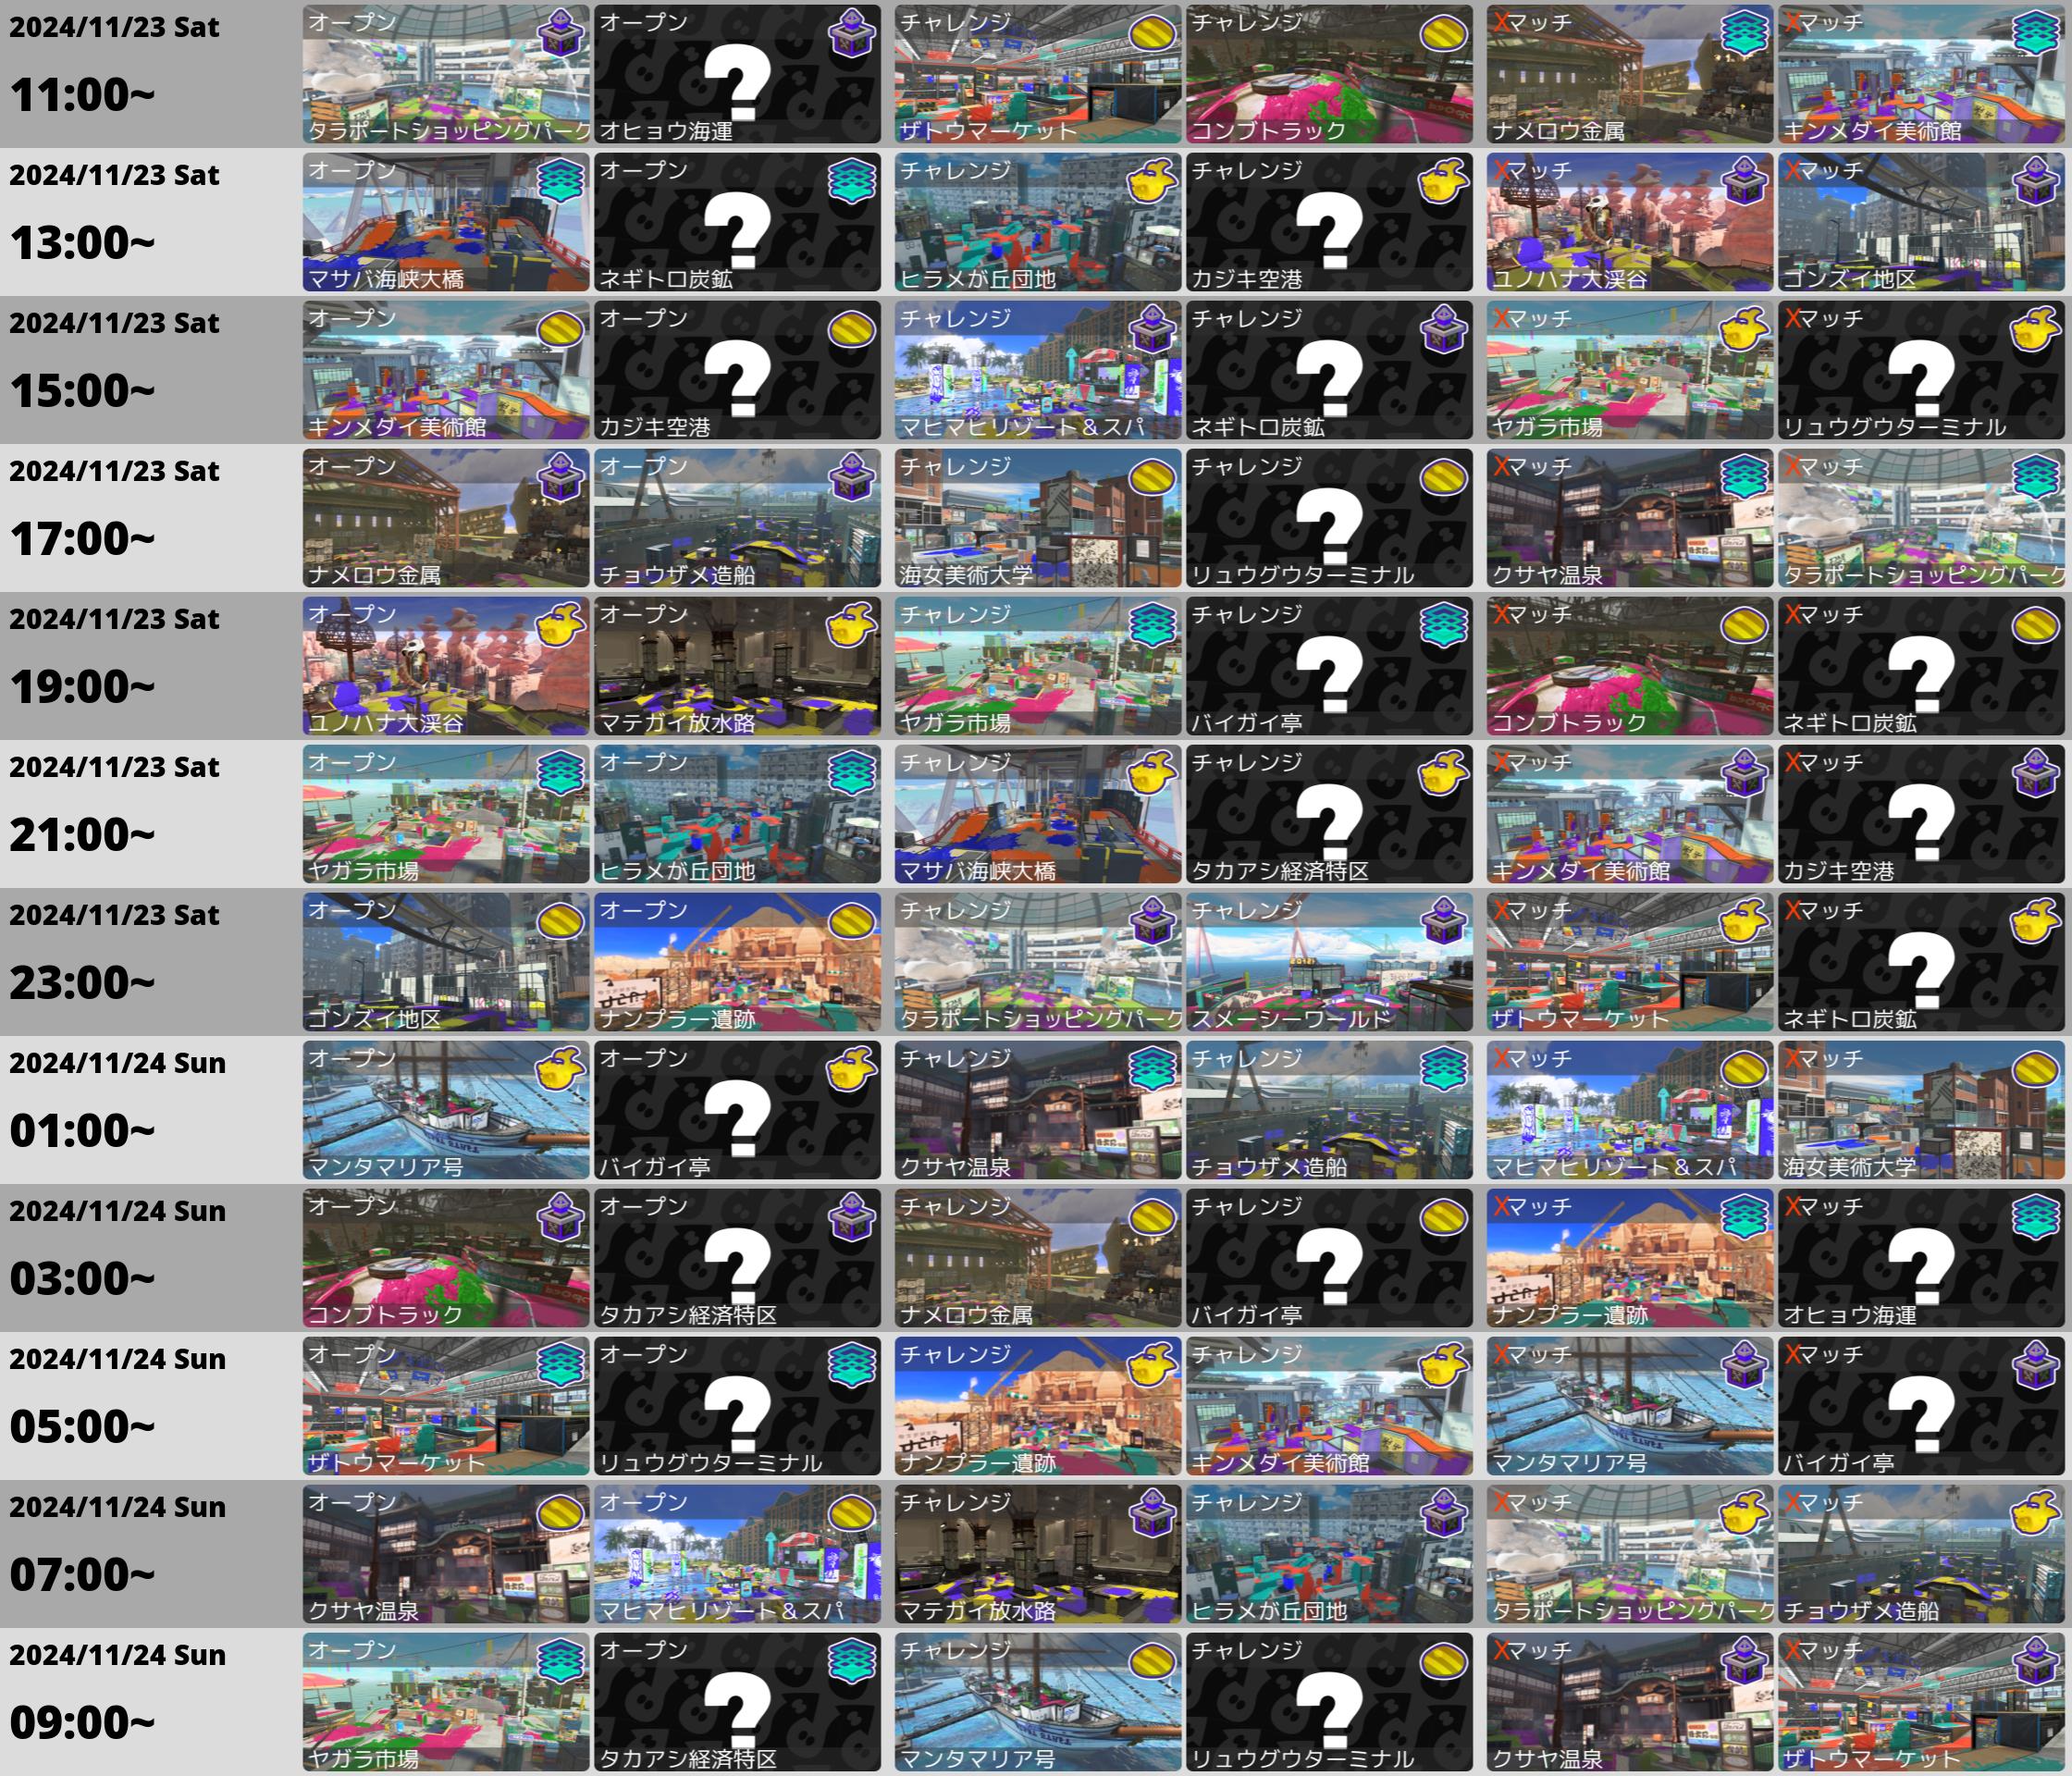 2024/11/23 Sat
11:00~
オープン オープン チャレンジ チャレンジ Xマッチ Xマッチ
タラポートショッピングパーク オヒョウ海運 ザトウマーケット コンブトラック ナメロウ金属 キンメダイ美術館
2024/11/23 Sat
13:00~
オープン オープン チャレンジ チャレンジ Xマッチ Xマッチ
マサバ海峡大橋 ネギトロ炭鉱 ヒラメが丘団地 カジキ空港 ユノハナ大渓谷 ゴンズイ地区
2024/11/23 Sat
15:00~
オープン オープン チャレンジ チャレンジ Xマッチ Xマッチ
キンメダイ美術館 カジキ空港 マヒマヒリゾート＆スパ ネギトロ炭鉱 ヤガラ市場 リュウグウターミナル
2024/11/23 Sat
17:00~
オープン オープン チャレンジ チャレンジ Xマッチ Xマッチ
ナメロウ金属 チョウザメ造船 海女美術大学 リュウグウターミナル クサヤ温泉 タラポートショッピングパーク
2024/11/23 Sat
19:00~
オープン オープン チャレンジ チャレンジ Xマッチ Xマッチ
ユノハナ大渓谷 マテガイ放水路 ヤガラ市場 バイガイ亭 コンブトラック ネギトロ炭鉱
2024/11/23 Sat
21:00~
オープン オープン チャレンジ チャレンジ Xマッチ Xマッチ
ヤガラ市場 ヒラメが丘団地 マサバ海峡大橋 タカアシ経済特区 キンメダイ美術館 カジキ空港
2024/11/23 Sat
23:00~
オープン オープン チャレンジ チャレンジ Xマッチ Xマッチ
ゴンズイ地区 ナンプラー遺跡 タラポートショッピングパーク スメーシーワールド ザトウマーケット ネギトロ炭鉱
2024/11/24 Sun
01:00~
オープン オープン チャレンジ チャレンジ Xマッチ Xマッチ
マンタマリア号 バイガイ亭 クサヤ温泉 チョウザメ造船 マヒマヒリゾート＆スパ 海女美術大学
2024/11/24 Sun
03:00~
オープン オープン チャレンジ チャレンジ Xマッチ Xマッチ
コンブトラック タカアシ経済特区 ナメロウ金属 バイガイ亭 ナンプラー遺跡 オヒョウ海運
2024/11/24 Sun
05:00~
オープン オープン チャレンジ チャレンジ Xマッチ Xマッチ
ザトウマーケット リュウグウターミナル ナンプラー遺跡 キンメダイ美術館 マンタマリア号 バイガイ亭
2024/11/24 Sun
07:00~
オープン オープン チャレンジ チャレンジ Xマッチ Xマッチ
クサヤ温泉 マヒマヒリゾート＆スパ マテガイ放水路 ヒラメが丘団地 タラポートショッピングパーク チョウザメ造船
2024/11/24 Sun
09:00~
オープン オープン チャレンジ チャレンジ Xマッチ Xマッチ
ヤガラ市場 タカアシ経済特区 マンタマリア号 リュウグウターミナル クサヤ温泉 ザトウマーケット